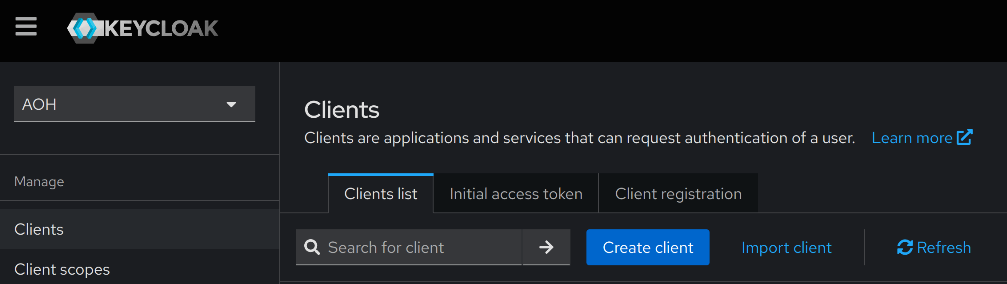 KEYCLOAK
AOH
Manage
Clients
Client scopes
Clients
Clients are applications and services that can request authentication of a user. Learn more
Clients list Initial access token Client registration
Search for client Create client Import client Refresh